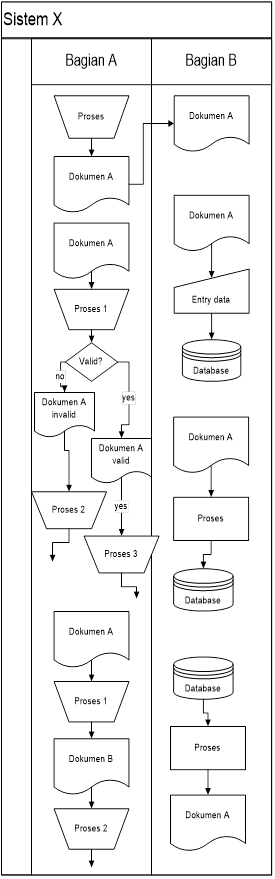 Sistem X
Bagian A
Bagian B
Proses
Dokumen A
Dokumen A
Dokumen A
Proses 1
Valid?
no
yes
Dokumen A
invalid
Dokumen A
valid
Proses 2
yes
Proses 3
Dokumen A
Proses 1
Dokumen B
Proses 2
Dokumen A
Entry data
Database
Dokumen A
Proses
Database
Database
Proses
Dokumen A